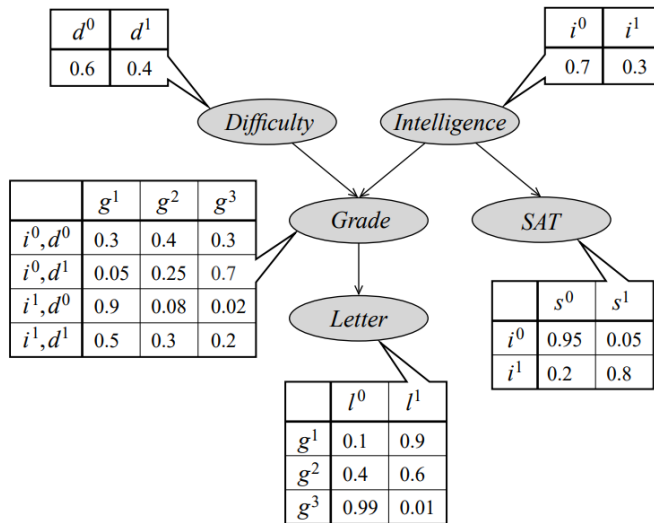 d⁰ d¹
0.6 0.4
i⁰ i¹
0.7 0.3
Difficulty
Intelligence
g¹ g² g³
i⁰,d⁰ 0.3 0.4 0.3
i⁰,d¹ 0.05 0.25 0.7
i¹,d⁰ 0.9 0.08 0.02
i¹,d¹ 0.5 0.3 0.2
Grade
SAT
s⁰ s¹
i⁰ 0.95 0.05
i¹ 0.2 0.8
Letter
l⁰ l¹
g¹ 0.1 0.9
g² 0.4 0.6
g³ 0.99 0.01